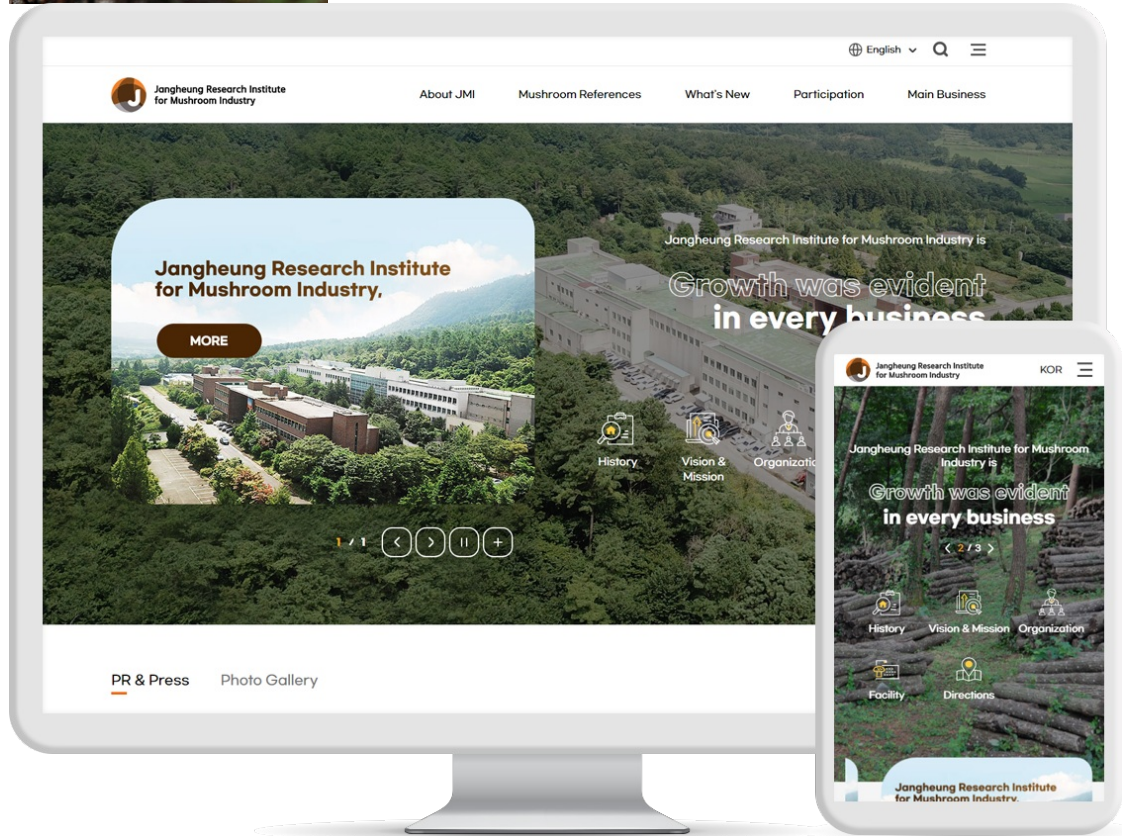 English
Jangheung Research Institute
for Mushroom Industry
About JMI
Mushroom References
What's New
Participation
Main Business
Jangheung Research Institute
for Mushroom Industry,
MORE
Jangheung Research Institute for Mushroom Industry is
Growth was evident
in every business
History
Vision &
Mission
1 / 1
PR & Press
Photo Gallery
Jangheung Research Institute
for Mushroom Industry
KOR
Jangheung Research Institute for Mushroom
Industry is
Growth was evident
in every business
2 / 3
History
Vision & Mission
Organization
Facility
Directions
Jangheung Research Institute
for Mushroom Industry,